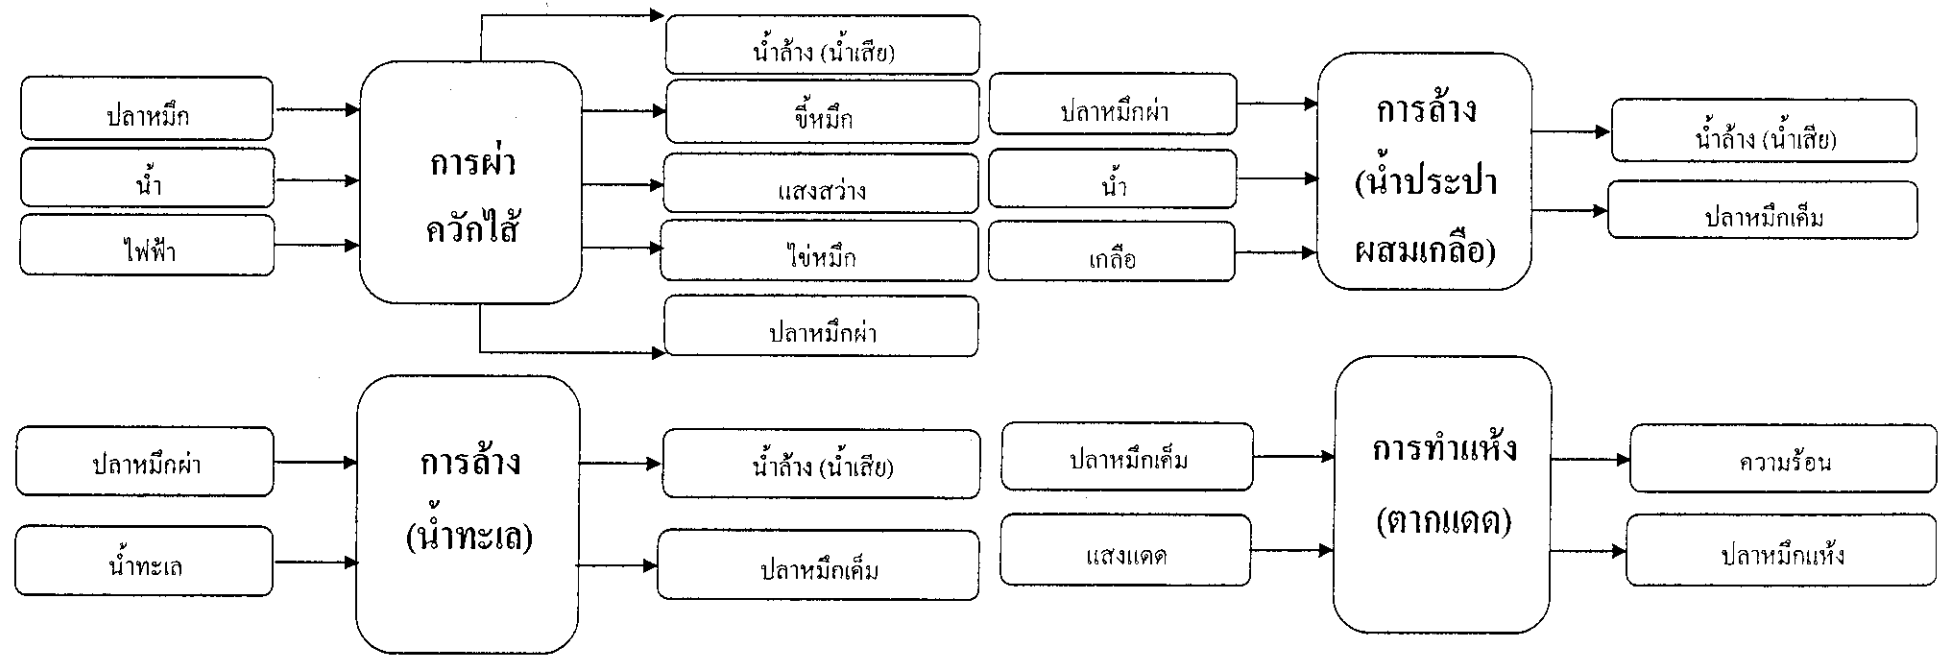 ปลาหมึก
น้ำ
ไฟฟ้า
การผ่า
ควักไส้
น้ำล้าง (น้ำเสีย)
ขี้หมึก
แสงสว่าง
ไข่หมึก
ปลาหมึกผ่า
ปลาหมึกผ่า
น้ำ
เกลือ
การล้าง
(น้ำประปา
ผสมเกลือ)
น้ำล้าง (น้ำเสีย)
ปลาหมึกเค็ม
ปลาหมึกผ่า
น้ำทะเล
การล้าง
(น้ำทะเล)
น้ำล้าง (น้ำเสีย)
ปลาหมึกเค็ม
ปลาหมึกเค็ม
แสงแดด
การทำแห้ง
(ตากแดด)
ความร้อน
ปลาหมึกแห้ง